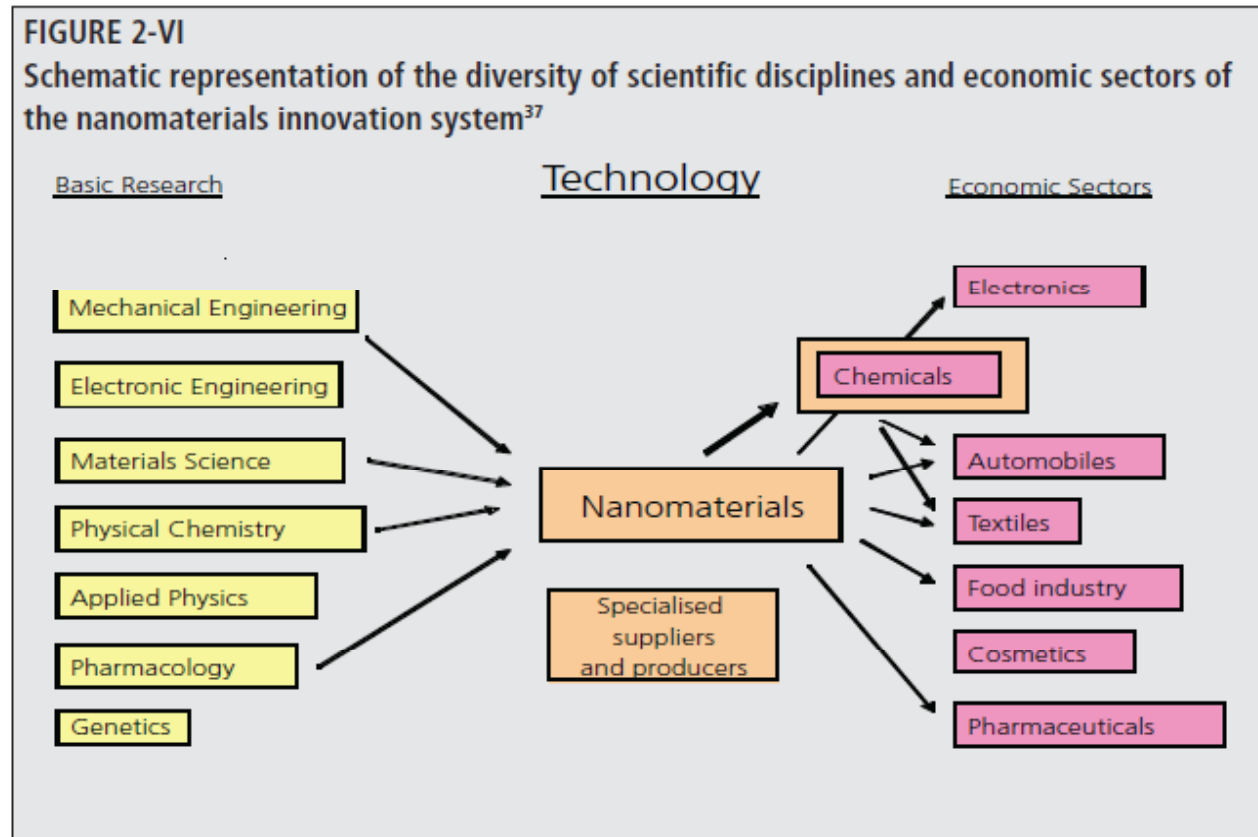 FIGURE 2-VI
Schematic representation of the diversity of scientific disciplines and economic sectors of
the nanomaterials innovation system³⁷
Basic Research
Technology
Economic Sectors
Mechanical Engineering
Electronic Engineering
Materials Science
Physical Chemistry
Applied Physics
Pharmacology
Genetics
Nanomaterials
Specialised
suppliers
and producers
Electronics
Chemicals
Automobiles
Textiles
Food industry
Cosmetics
Pharmaceuticals